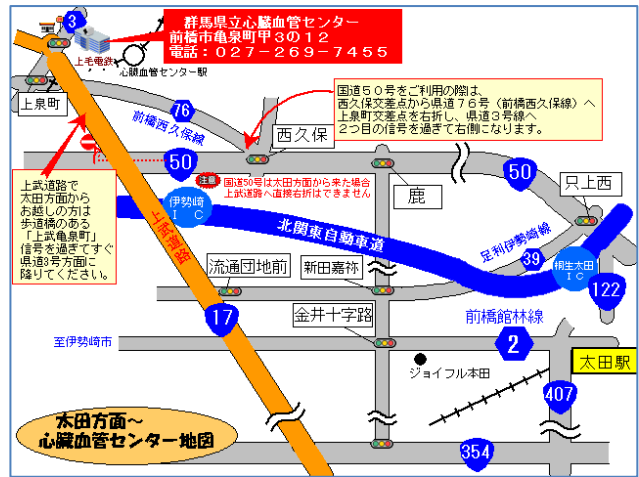 3
群馬県立心臓血管センター
前橋市亀泉町甲3の12
電話：027-269-7455
上毛電鉄
心臓血管センター駅
上泉町
76
前橋西久保線
西久保
国道５０号をご利用の際は、
西久保交差点から県道７６号（前橋西久保線）へ
上泉町交差点を右折し、県道３号線へ
２つ目の信号を過ぎて右側になります。
50
注意
国道50号は太田方面から来た場合
上武道路へ直接右折はできません
鹿
50
只上西
上武道路で
太田方面から
お越しの方は
歩道橋のある
「上武亀泉町」
信号を過ぎてすぐ
県道3号方面に
降りてください。
伊勢崎
ＩＣ
上武道路
北関東自動車道
足利伊勢崎線
39
桐生太田
ＩＣ
122
流通団地前
新田嘉祢
17
金井十字路
前橋館林線
2
至伊勢崎市
ジョイフル本田
太田駅
407
太田方面～
心臓血管センター地図
354